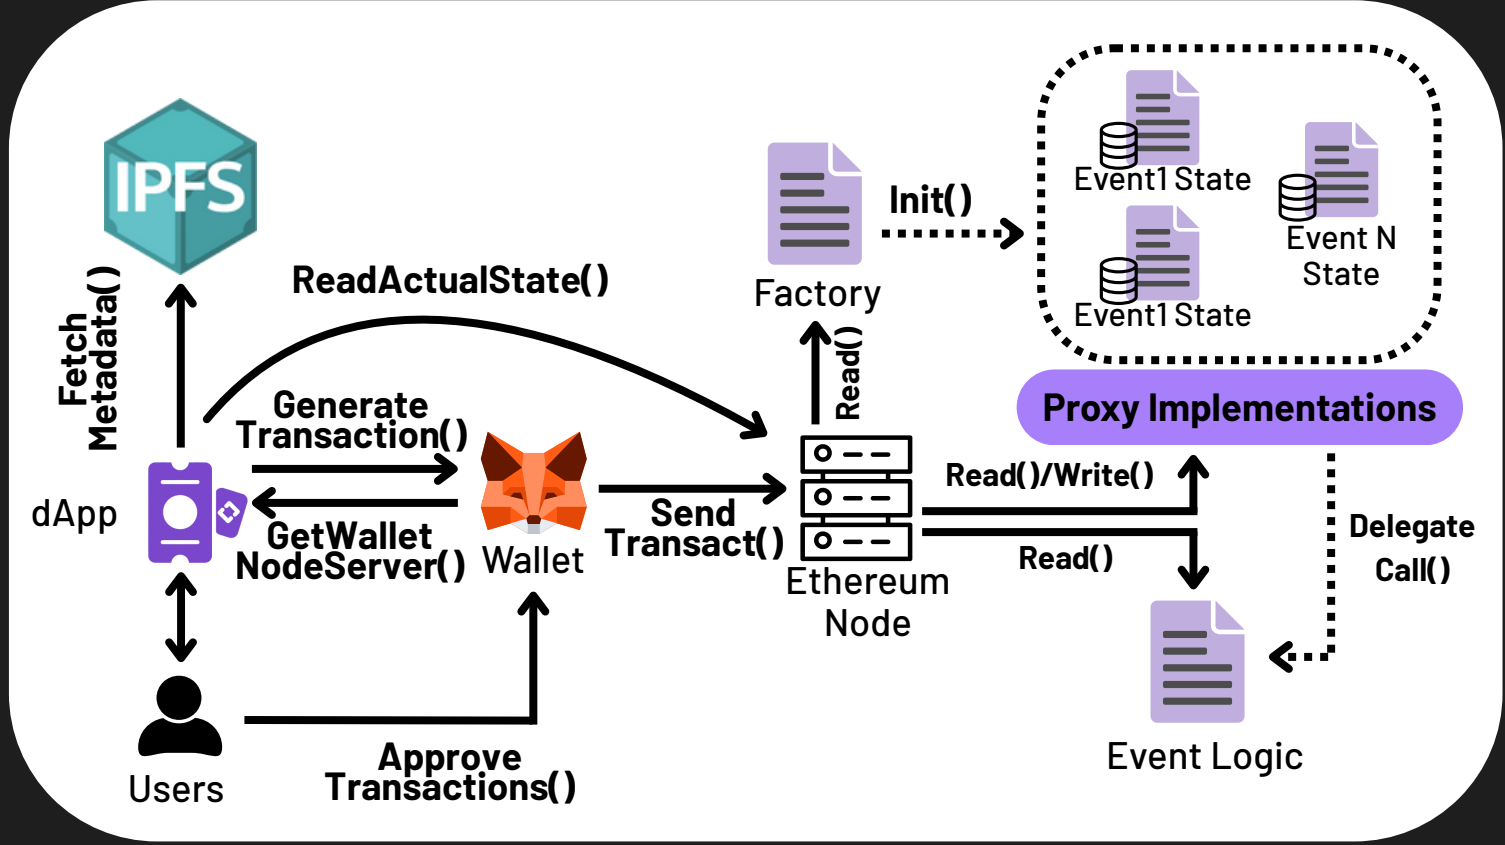 IPFS
Fetch
Metadata()
ReadActualState()
Generate
Transaction()
GetWallet
NodeServer()
dApp
Wallet
Users
Approve
Transactions()
Send
Transact()
Ethereum
Node
Read()
Factory
Init()
Event1 State
Event1 State
Event N
State
Proxy Implementations
Read()/Write()
Read()
Delegate
Call()
Event Logic